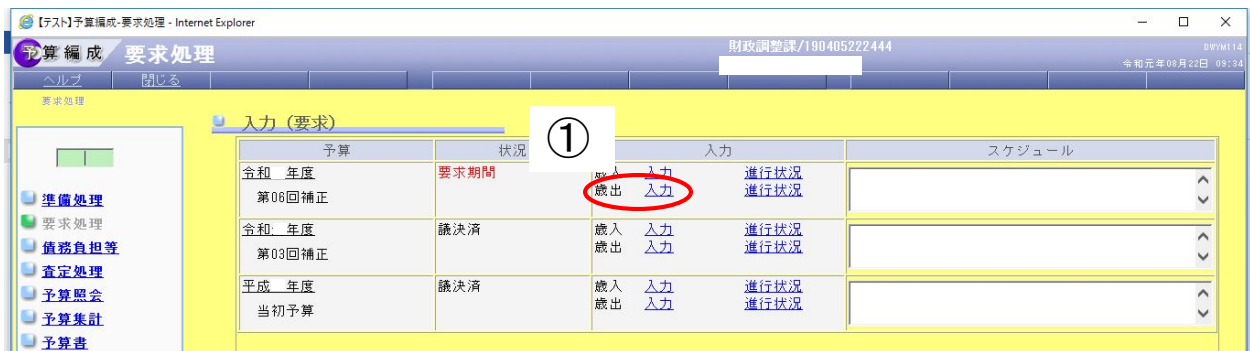 【テスト】予算編成-要求処理 - Internet Explorer
予算編成 要求処理
財政調整課/190405222444
DWYM114
令和元年08月22日 09:34
ヘルプ 閉じる
要求処理
入力（要求）
①
予算 状況 入力 スケジュール
令和 年度 要求期間 歳入 入力 進行状況
第06回補正 歳出 入力 進行状況
令和: 年度 議決済 歳入 入力 進行状況
第03回補正 歳出 入力 進行状況
平成 年度 議決済 歳入 入力 進行状況
当初予算 歳出 入力 進行状況
準備処理
要求処理
債務負担等
査定処理
予算照会
予算集計
予算書